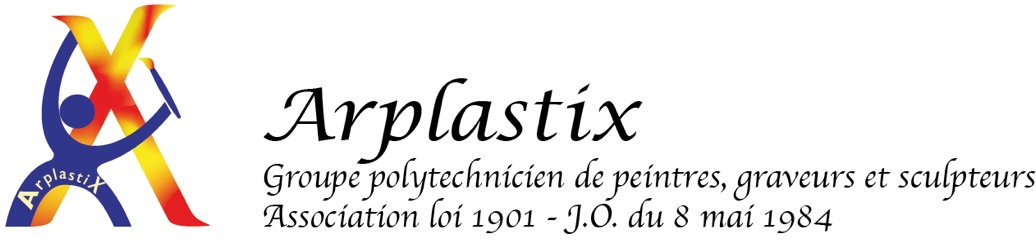 Arplastix
Groupe polytechnicien de peintres, graveurs et sculpteurs
Association loi 1901 - J.O. du 8 mai 1984
X
ArplastiX